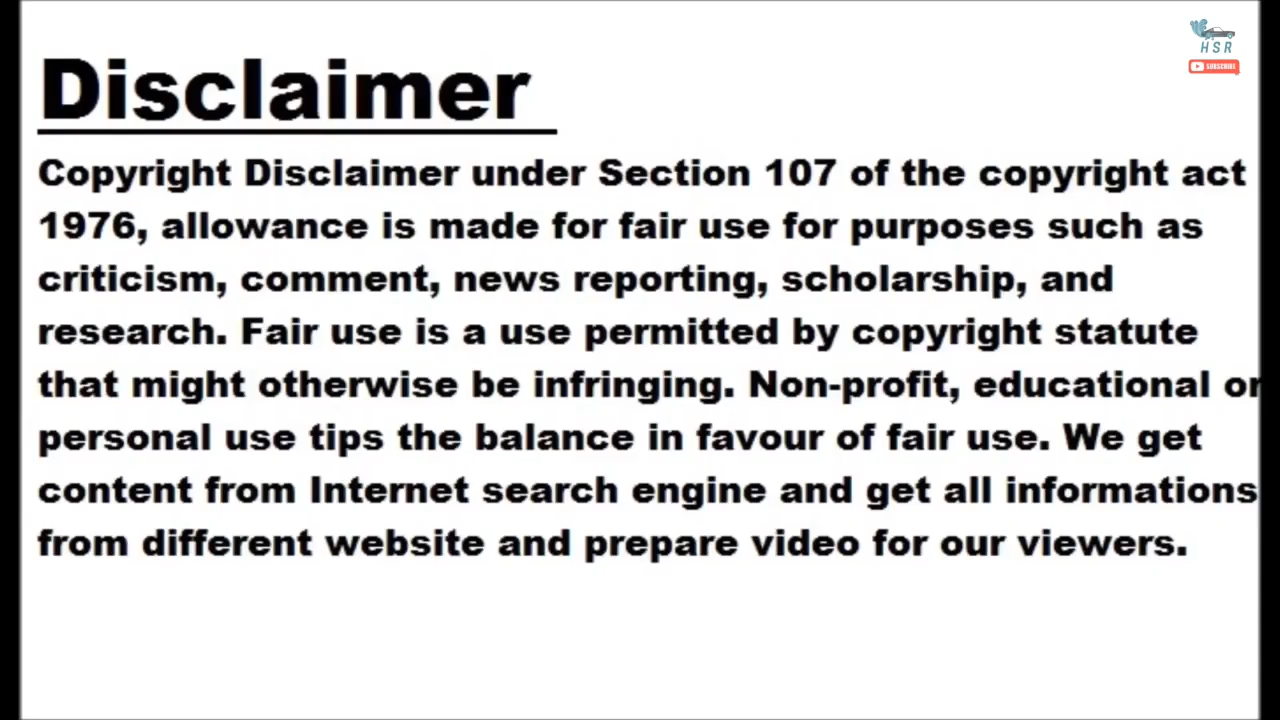 HSR
SUBSCRIBE
Disclaimer
Copyright Disclaimer under Section 107 of the copyright act
1976, allowance is made for fair use for purposes such as
criticism, comment, news reporting, scholarship, and
research. Fair use is a use permitted by copyright statute
that might otherwise be infringing. Non-profit, educational or
personal use tips the balance in favour of fair use. We get
content from Internet search engine and get all informations
from different website and prepare video for our viewers.